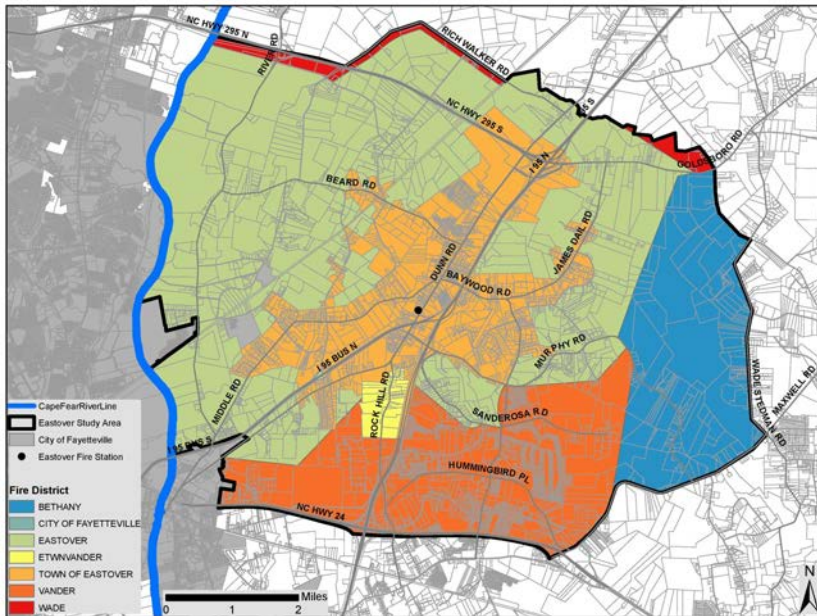 NC HWY 295 N
RIVER RD
RICH WALKER RD
NC HWY 295 S
I 95 S
I 95 N
GOLDSBORO RD
BEARD RD
DUNN RD
JAMES DAIL RD
BAYWOOD RD
I 95 BUS N
MURPHY RD
MIDDLE RD
ROCK HILL RD
SANDEROSA RD
WADE STEDMAN RD
MAXWELL RD
I 95 BUS S
HUMMINGBIRD PL
NC HWY 24
CapeFearRiverLine
Eastover Study Area
City of Fayetteville
Eastover Fire Station
Fire District
BETHANY
CITY OF FAYETTEVILLE
EASTOVER
ETWNVANDER
TOWN OF EASTOVER
VANDER
WADE
Miles
0 1 2
N